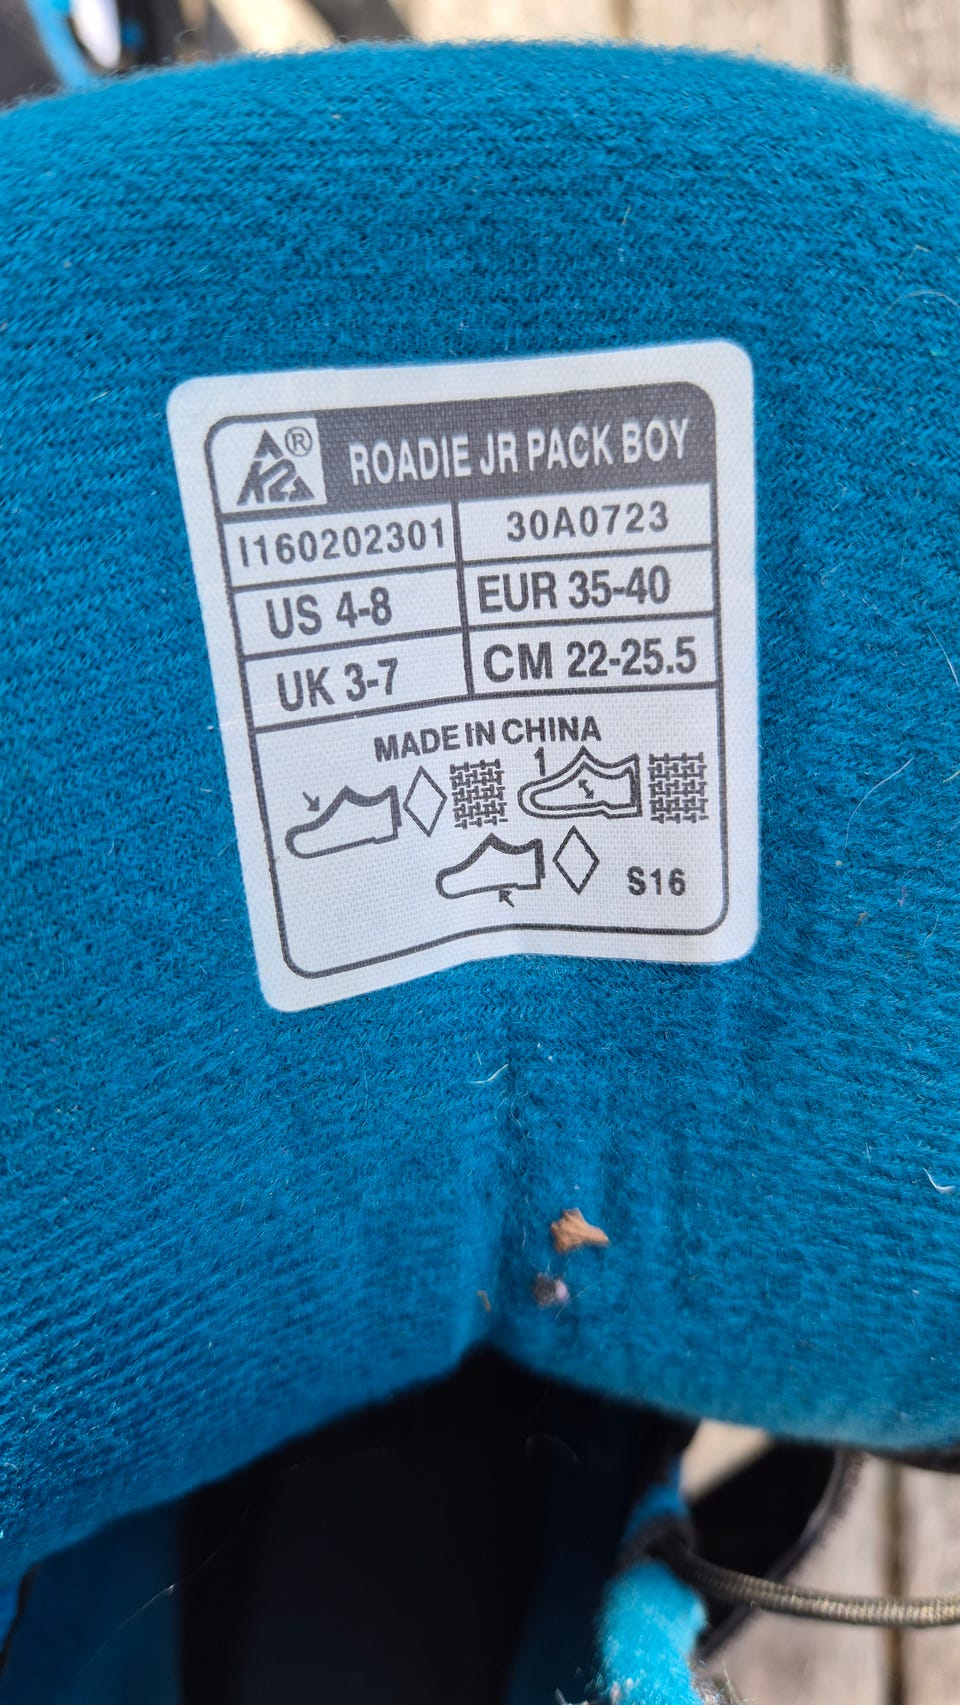 K2® ROADIE JR PACK BOY
I160202301 30A0723
US 4-8 EUR 35-40
UK 3-7 CM 22-25.5
MADE IN CHINA
1
S16